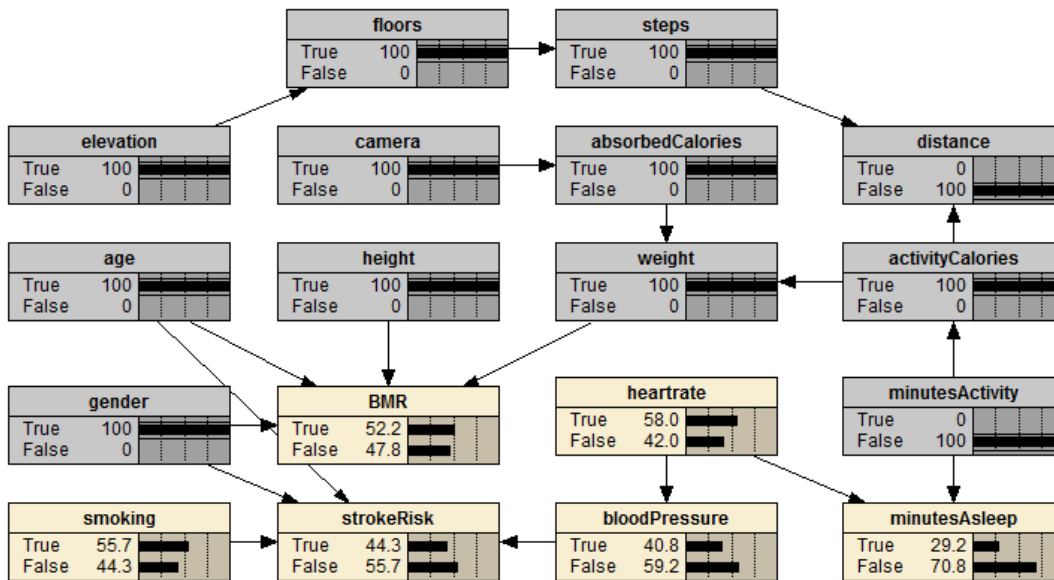 floors
True 100
False 0
steps
True 100
False 0
elevation
True 100
False 0
camera
True 100
False 0
absorbedCalories
True 100
False 0
distance
True 0
False 100
age
True 100
False 0
height
True 100
False 0
weight
True 100
False 0
activityCalories
True 100
False 0
gender
True 100
False 0
BMR
True 52.2
False 47.8
heartrate
True 58.0
False 42.0
minutesActivity
True 0
False 100
smoking
True 55.7
False 44.3
strokeRisk
True 44.3
False 55.7
bloodPressure
True 40.8
False 59.2
minutesAsleep
True 29.2
False 70.8